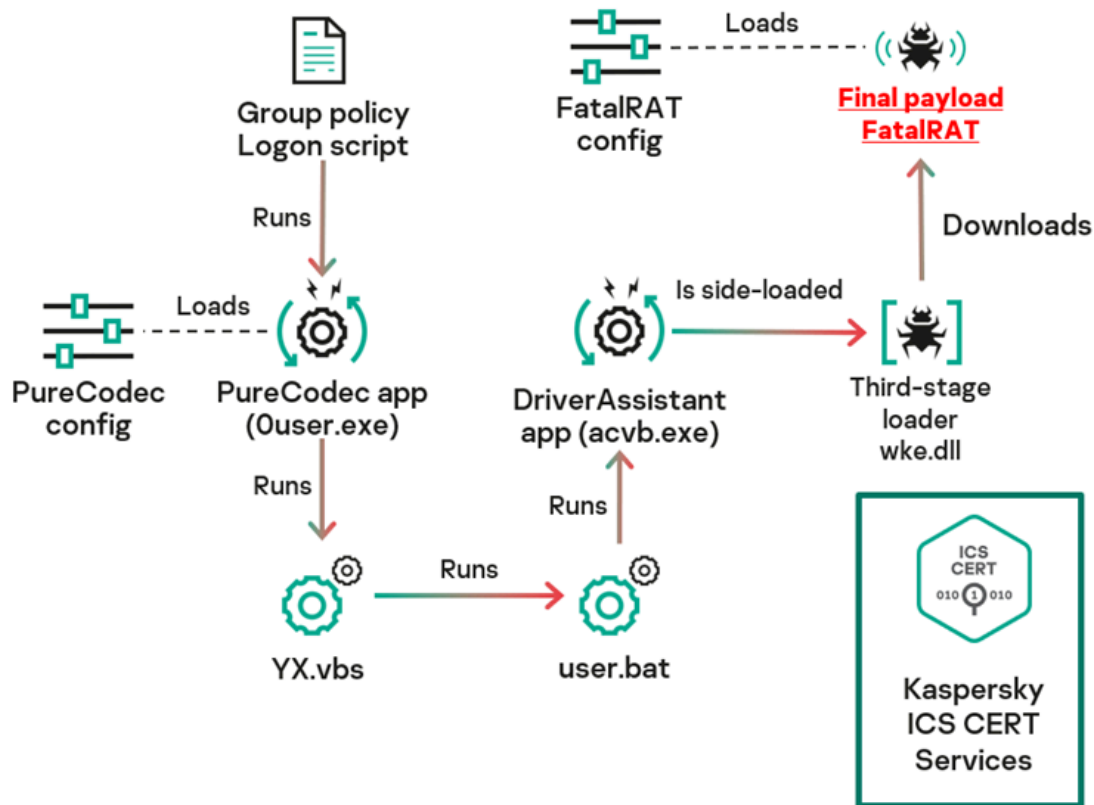 Group policy
Logon script
Loads
FatalRAT
config
Final payload
FatalRAT
Runs
Downloads
Loads
Is side-loaded
PureCodec
config
PureCodec app
(0user.exe)
DriverAssistant
app (acvb.exe)
Third-stage
loader
wke.dll
Runs
Runs
Runs
YX.vbs
user.bat
ICS
CERT
010 1 010
Kaspersky
ICS CERT
Services